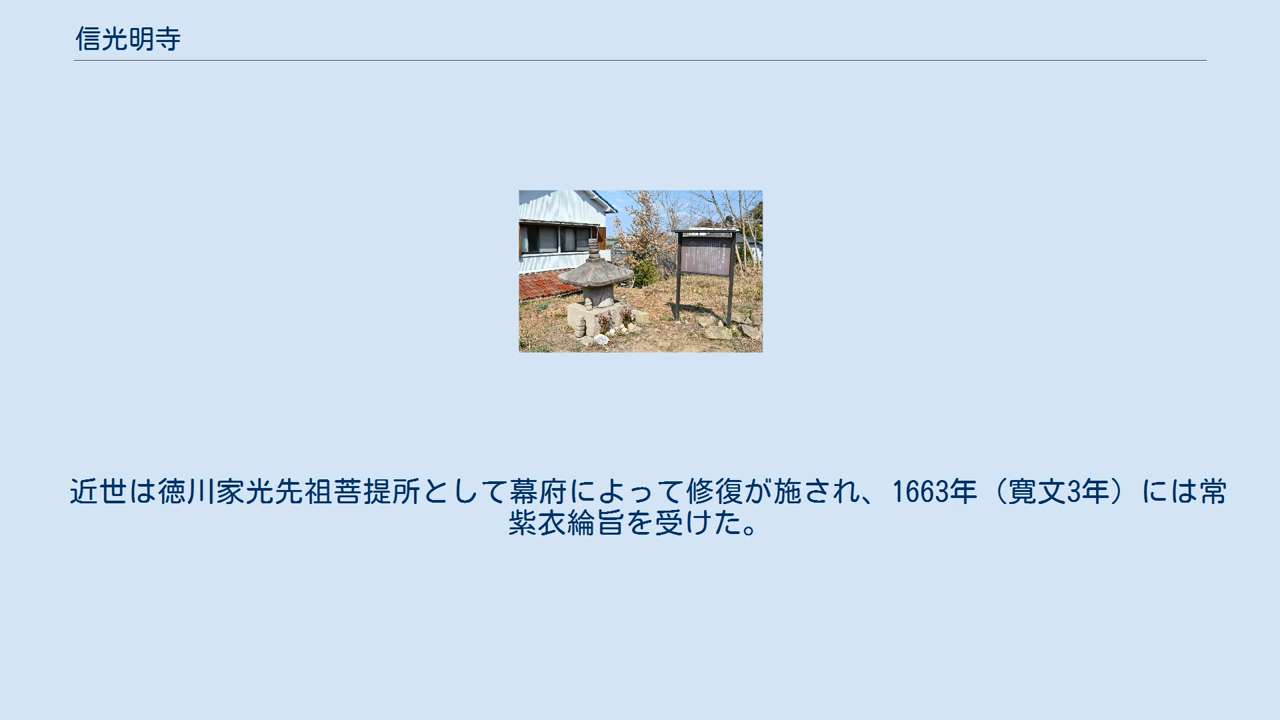 信光明寺
近世は徳川家光先祖菩提所として幕府によって修復が施され、1663年（寛文3年）には常
紫衣綸旨を受けた。